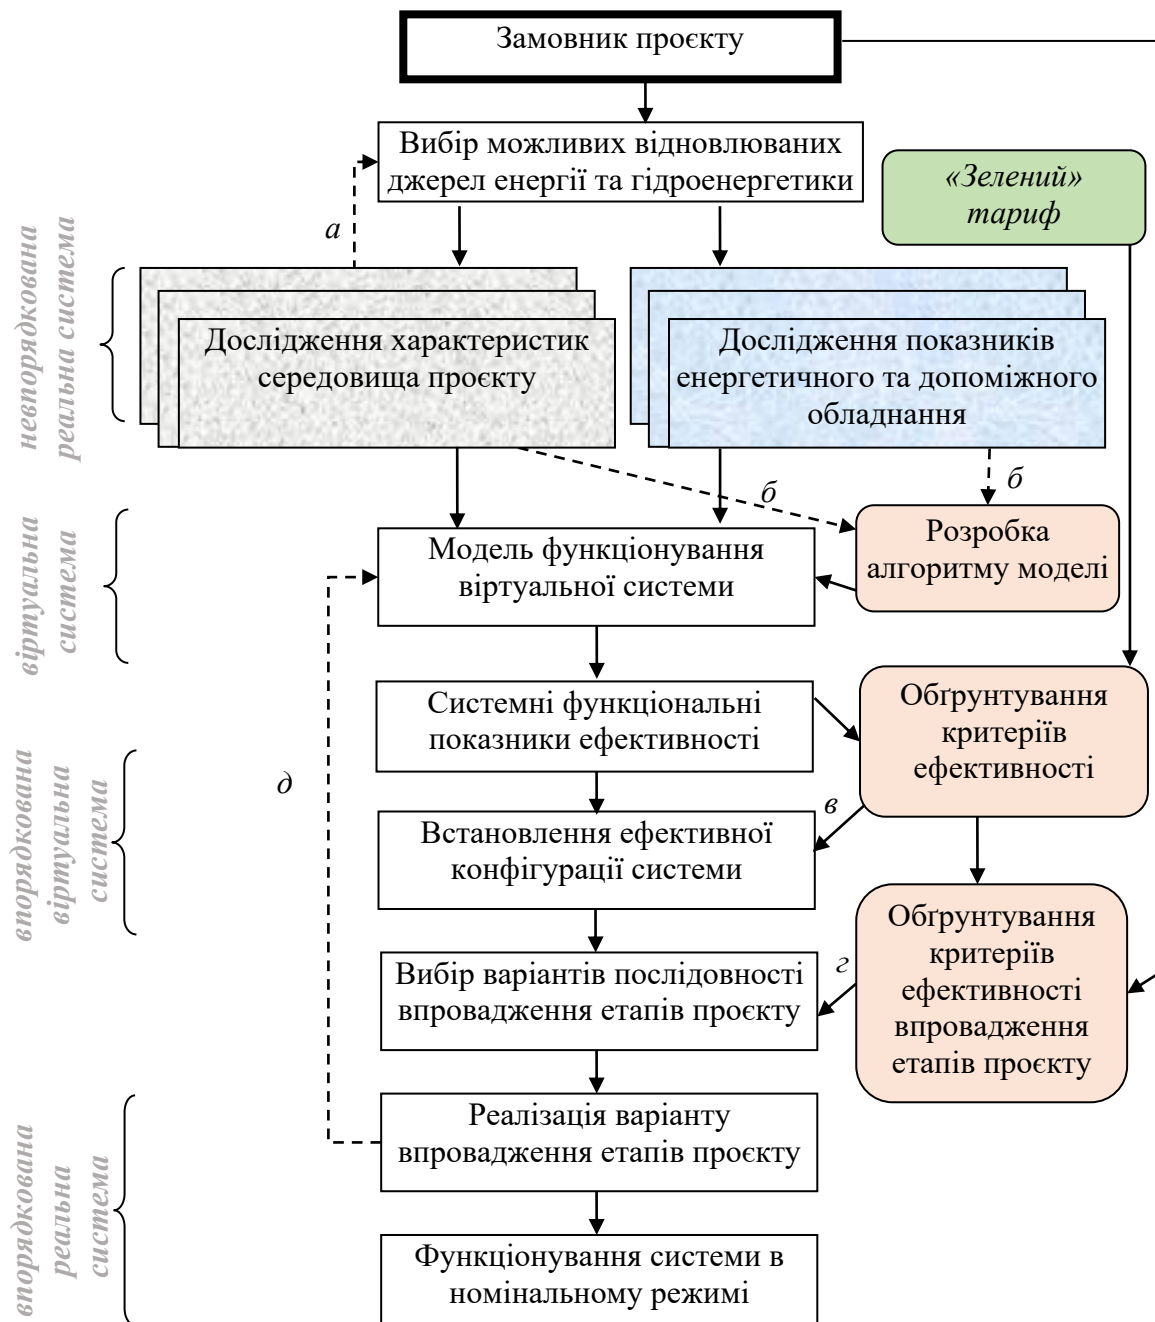 Замовник проєкту
Вибір можливих відновлюваних
джерел енергії та гідроенергетики
«Зелений»
тариф
а
невпорядкована
реальна система
Дослідження характеристик
середовища проєкту
Дослідження показників
енергетичного та допоміжного
обладнання
б
б
віртуальна
система
Модель функціонування
віртуальної системи
Розробка
алгоритму моделі
Системні функціональні
показники ефективності
Обґрунтування
критеріїв
ефективності
д
в
впорядкована
віртуальна
система
Встановлення ефективної
конфігурації системи
Вибір варіантів послідовності
впровадження етапів проєкту
г
Обґрунтування
критеріїв
ефективності
впровадження
етапів проєкту
впорядкована
реальна
система
Реалізація варіанту
впровадження етапів проєкту
Функціонування системи в
номінальному режимі